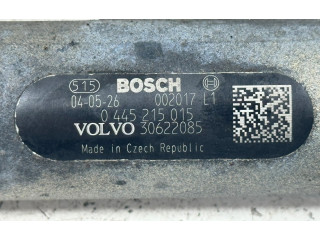 515 BOSCH
04-05-26 002017 L1
0 445 215 015
VOLVO 30622085
Made in Czech Republic